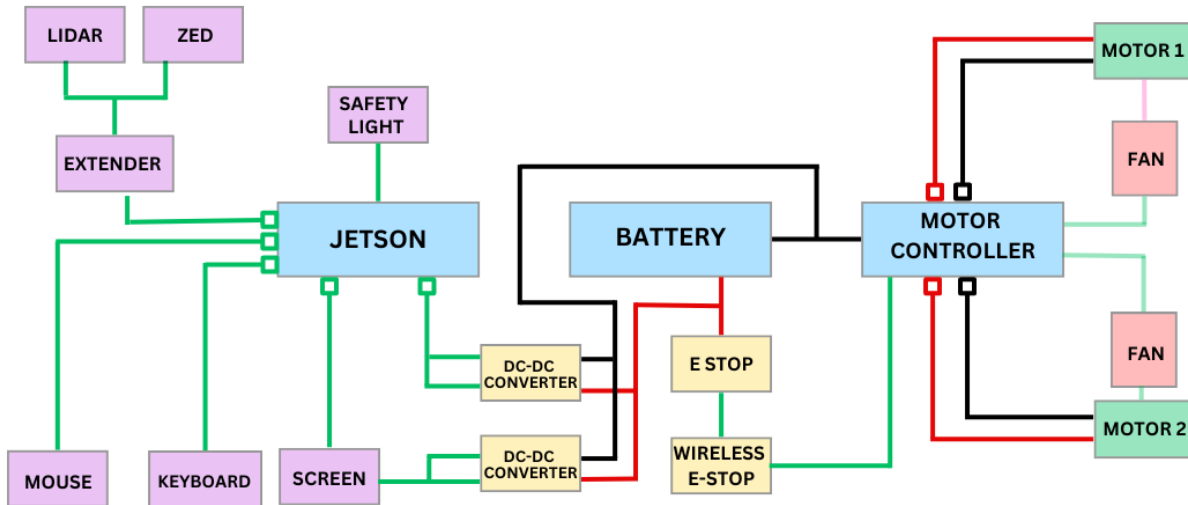 LIDAR
ZED
MOTOR 1
SAFETY
LIGHT
EXTENDER
FAN
JETSON
BATTERY
MOTOR
CONTROLLER
DC-DC
CONVERTER
E STOP
FAN
MOTOR 2
MOUSE
KEYBOARD
SCREEN
DC-DC
CONVERTER
WIRELESS
E-STOP